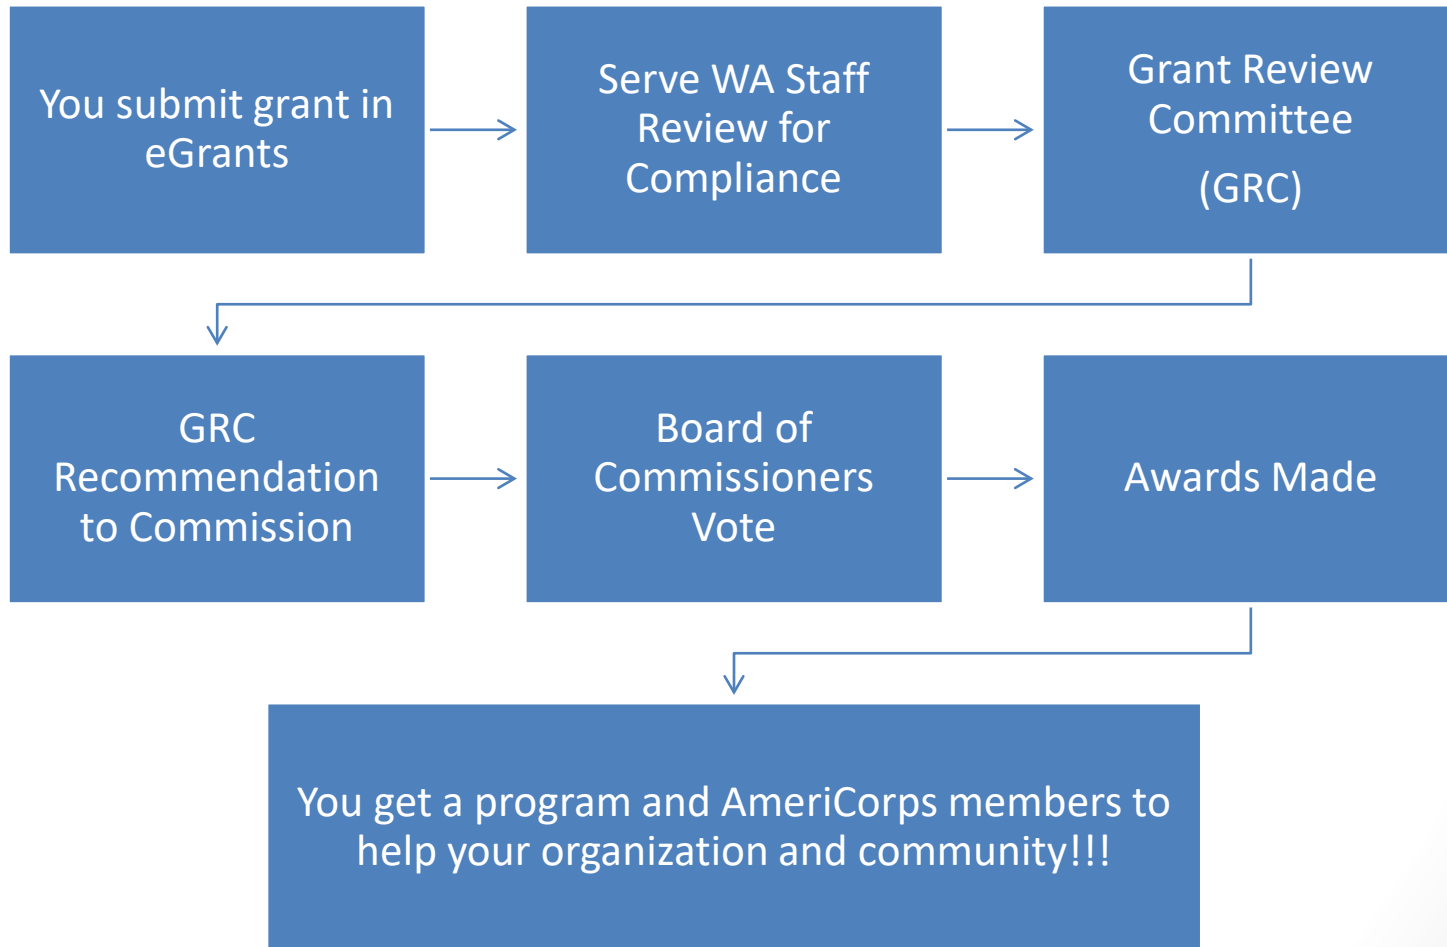 You submit grant in
eGrants
Serve WA Staff
Review for
Compliance
Grant Review
Committee
(GRC)
GRC
Recommendation
to Commission
Board of
Commissioners
Vote
Awards Made
You get a program and AmeriCorps members to
help your organization and community!!!